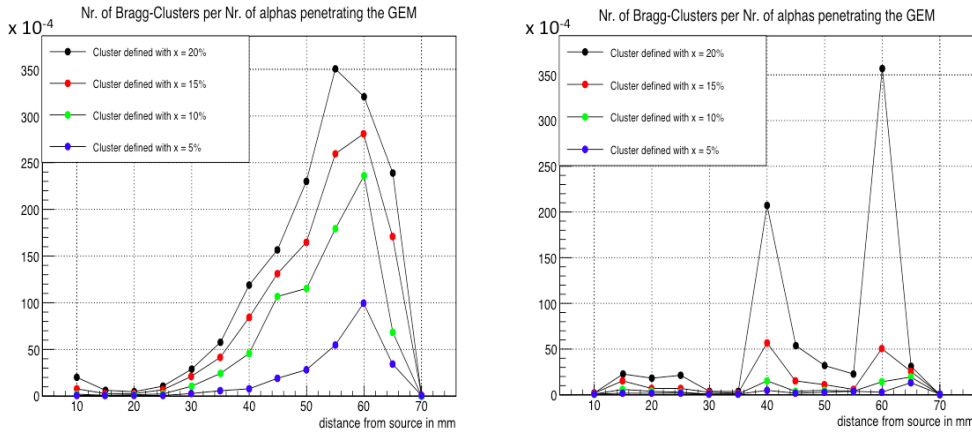 Nr. of Bragg-Clusters per Nr. of alphas penetrating the GEM
x 10-4
Cluster defined with x = 20%
Cluster defined with x = 15%
Cluster defined with x = 10%
Cluster defined with x = 5%
350
300
250
200
150
100
50
0
10 20 30 40 50 60 70
distance from source in mm
Nr. of Bragg-Clusters per Nr. of alphas penetrating the GEM
x 10-4
Cluster defined with x = 20%
Cluster defined with x = 15%
Cluster defined with x = 10%
Cluster defined with x = 5%
350
300
250
200
150
100
50
0
10 20 30 40 50 60 70
distance from source in mm